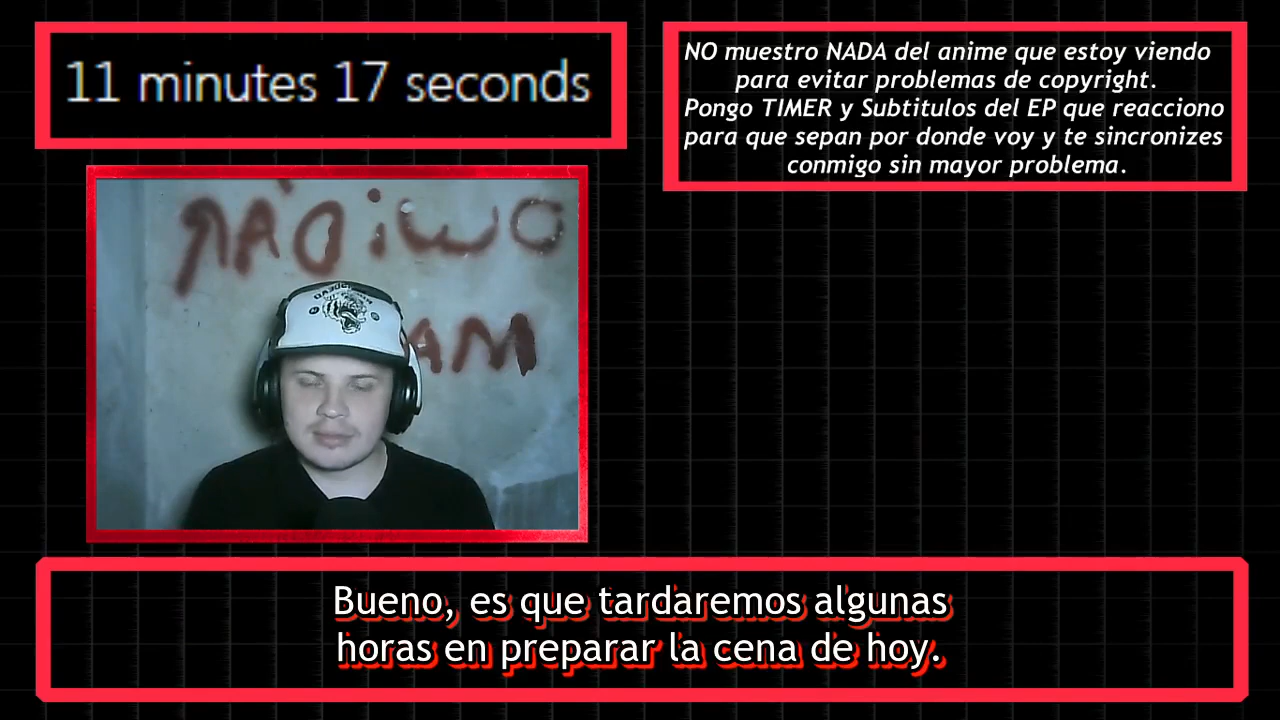 11 minutes 17 seconds
NO muestro NADA del anime que estoy viendo
para evitar problemas de copyright.
Pongo TIMER y Subtitulos del EP que reacciono
para que sepan por donde voy y te sincronizes
conmigo sin mayor problema.
Bueno, es que tardaremos algunas
horas en preparar la cena de hoy.